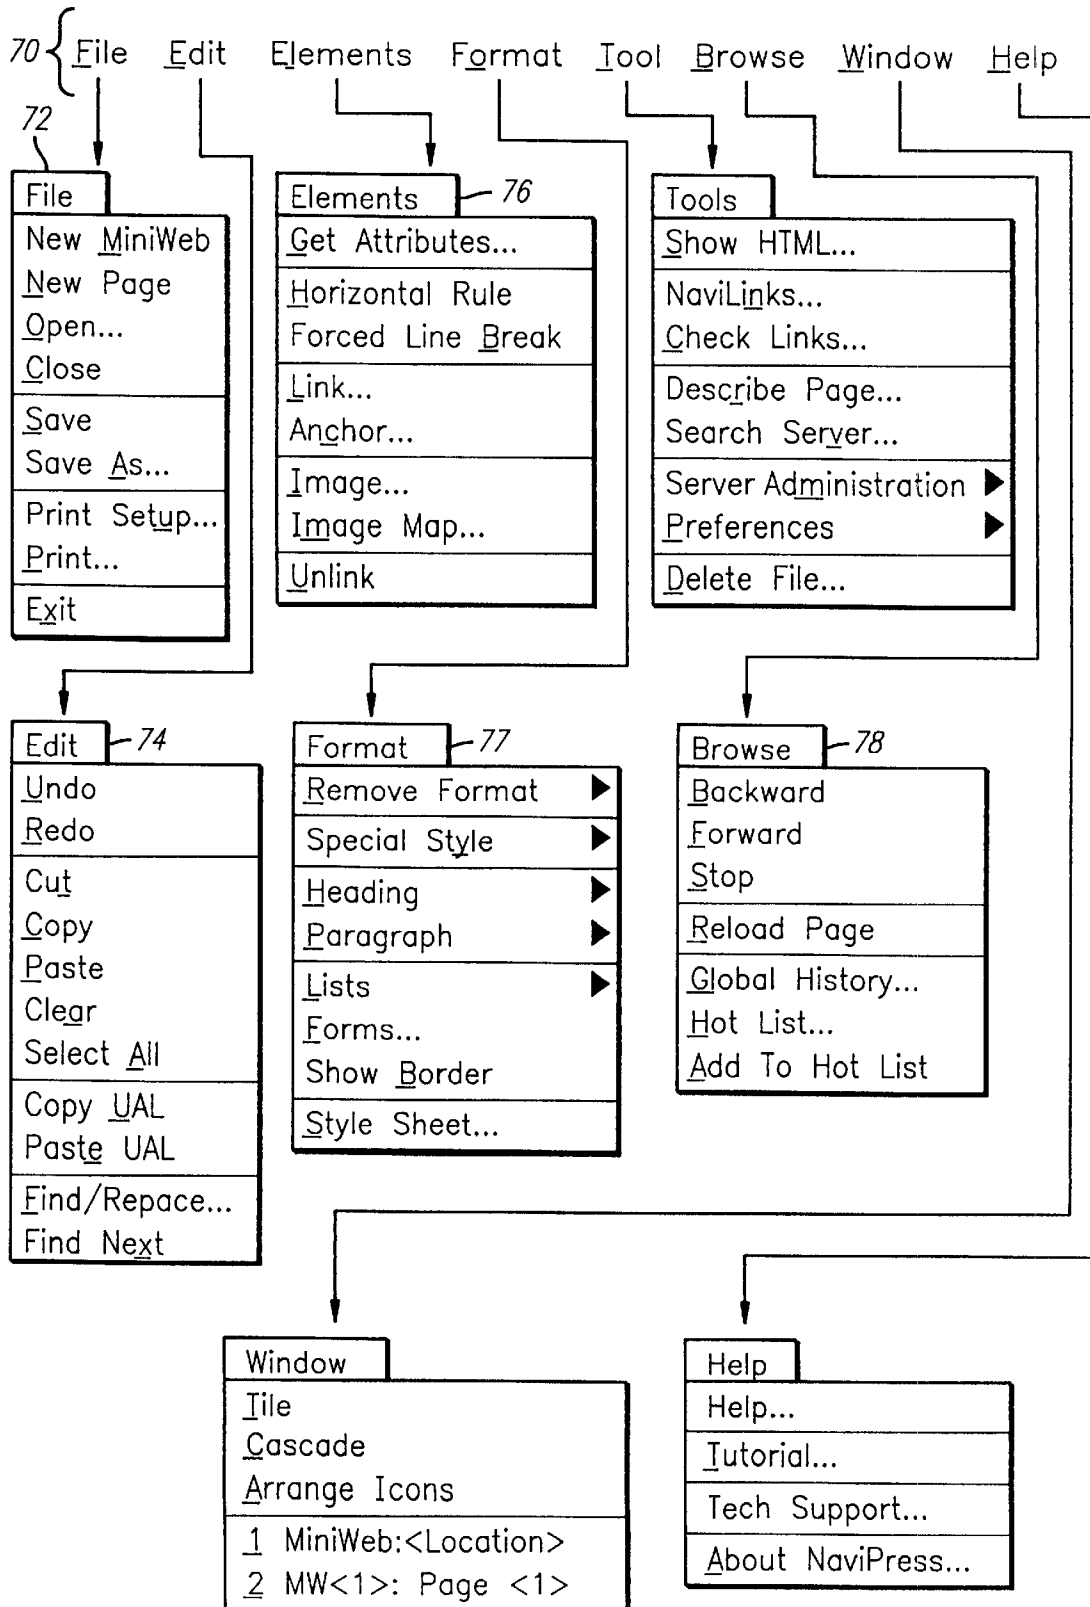 70 File Edit Elements Format Tool Browse Window Help
72
File
New MiniWeb
New Page
Open...
Close
Save
Save As...
Print Setup...
Print...
Exit
Elements 76
Get Attributes...
Horizontal Rule
Forced Line Break
Link...
Anchor...
Image...
Image Map...
Unlink
Tools
Show HTML...
NaviLinks...
Check Links...
Describe Page...
Search Server...
Server Administration
Preferences
Delete File...
Edit 74
Undo
Redo
Cut
Copy
Paste
Clear
Select All
Copy UAL
Paste UAL
Find/Repace...
Find Next
Format 77
Remove Format
Special Style
Heading
Paragraph
Lists
Forms...
Show Border
Style Sheet...
Browse 78
Backward
Forward
Stop
Reload Page
Global History...
Hot List...
Add To Hot List
Window
Tile
Cascade
Arrange Icons
1 MiniWeb:<Location>
2 MW<1>: Page <1>
Help
Help...
Tutorial...
Tech Support...
About NaviPress...